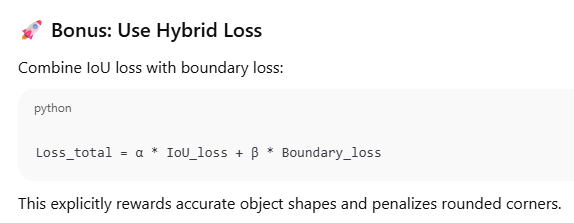 🚀 Bonus: Use Hybrid Loss
Combine IoU loss with boundary loss:
python
Loss_total = α * IoU_loss + β * Boundary_loss
This explicitly rewards accurate object shapes and penalizes rounded corners.